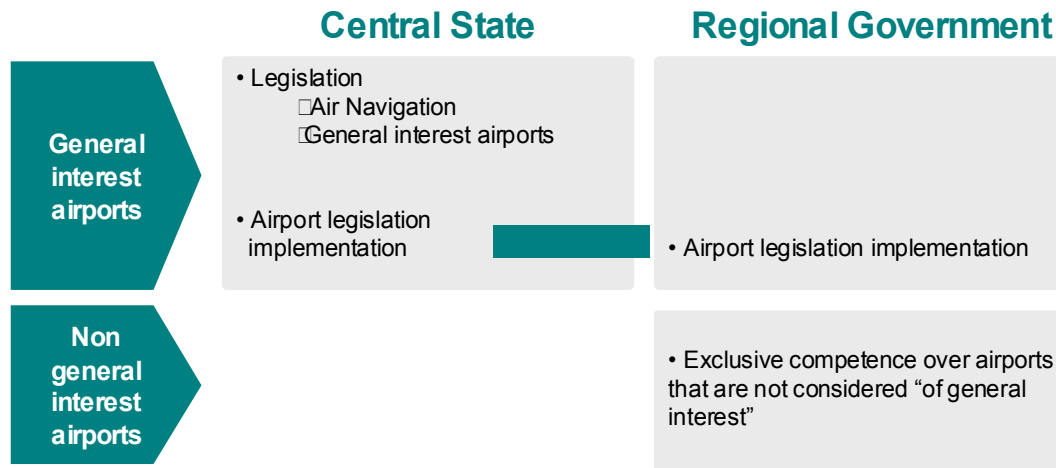 Central State
Regional Government
General
interest
airports
• Legislation
□Air Navigation
□General interest airports
• Airport legislation
implementation
• Airport legislation implementation
Non
general
interest
airports
• Exclusive competence over airports
that are not considered “of general
interest”